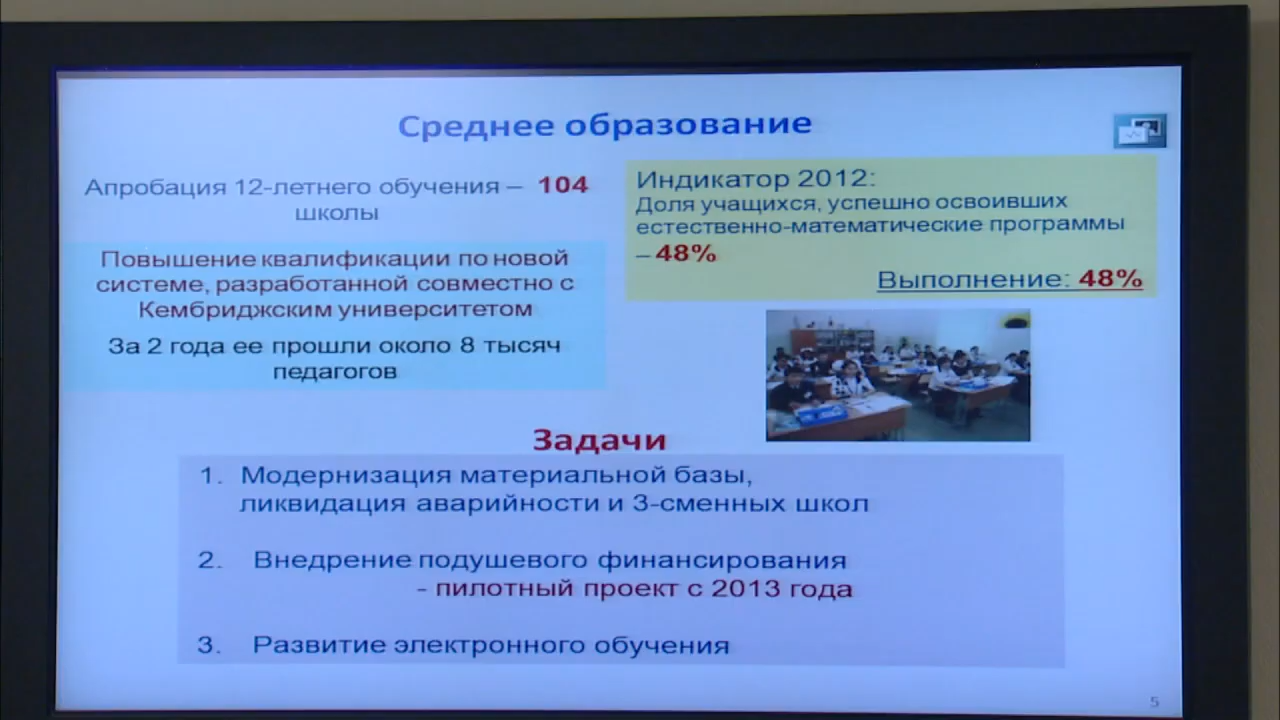 Среднее образование
Апробация 12-летнего обучения – 104
школы
Повышение квалификации по новой
системе, разработанной совместно с
Кембриджским университетом
За 2 года ее прошли около 8 тысяч
педагогов
Индикатор 2012:
Доля учащихся, успешно освоивших
естественно-математические программы
– 48%
Выполнение: 48%
Задачи
1. Модернизация материальной базы,
ликвидация аварийности и 3-сменных школ
2. Внедрение подушевого финансирования
- пилотный проект с 2013 года
3. Развитие электронного обучения
5